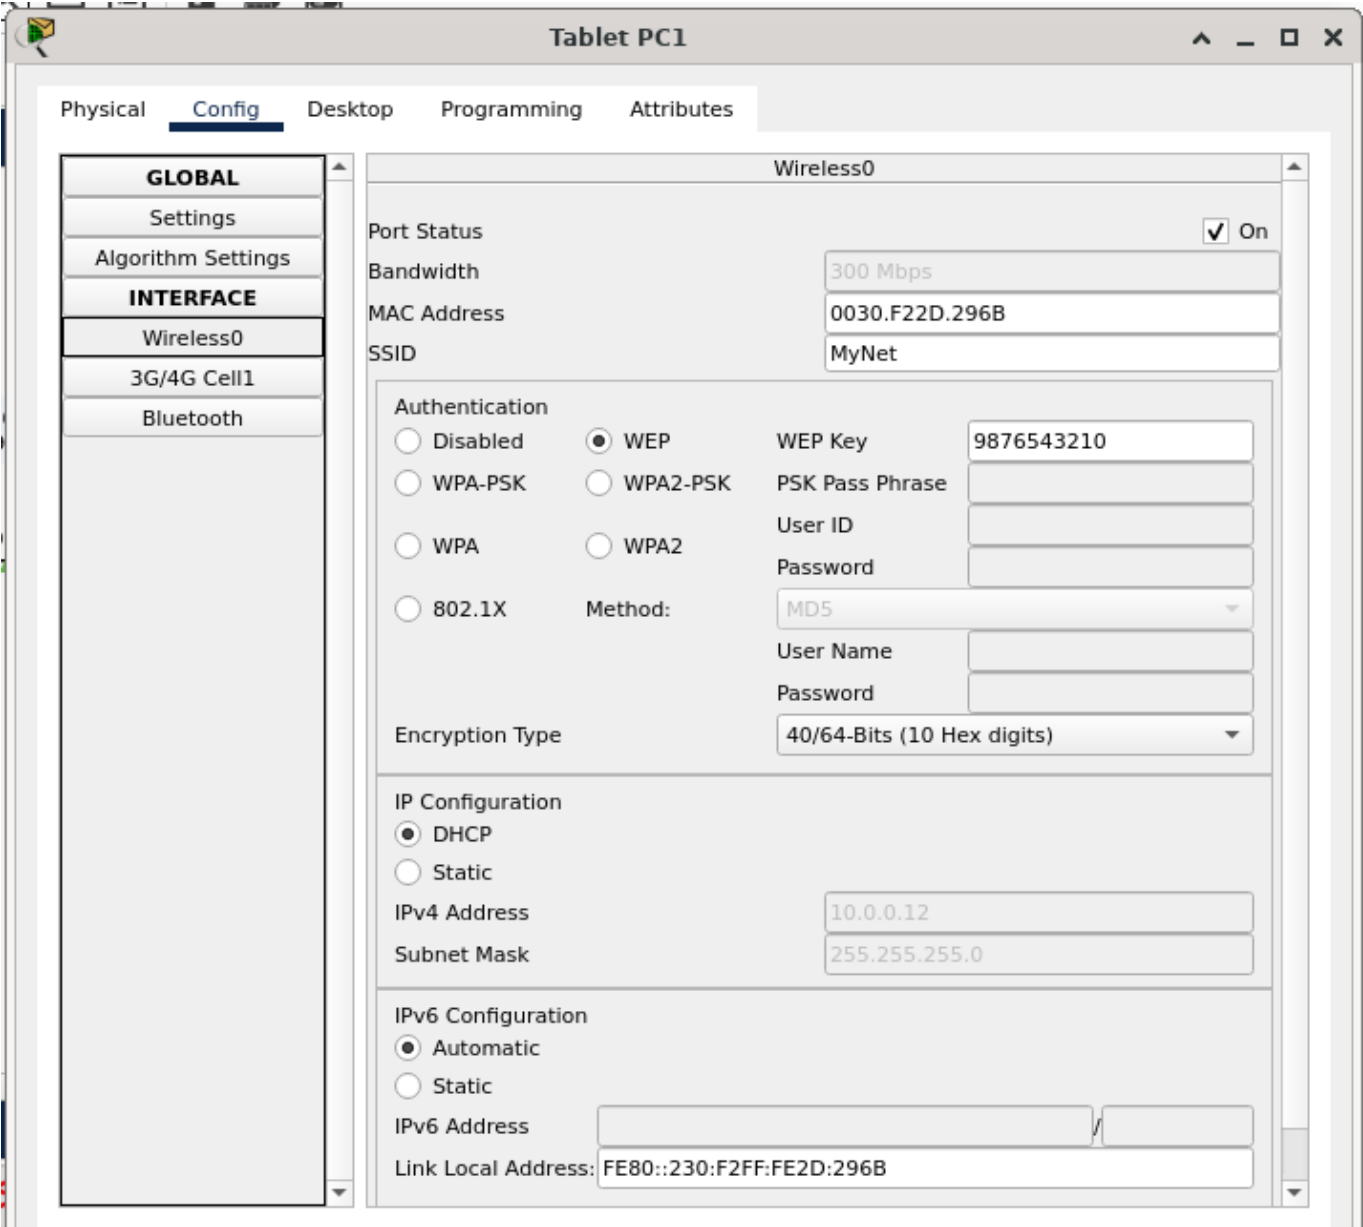 Tablet PC1
Physical Config Desktop Programming Attributes
GLOBAL
Settings
Algorithm Settings
INTERFACE
Wireless0
3G/4G Cell1
Bluetooth
Wireless0
Port Status On
Bandwidth 300 Mbps
MAC Address 0030.F22D.296B
SSID MyNet
Authentication
Disabled WEP WEP Key 9876543210
WPA-PSK WPA2-PSK PSK Pass Phrase
User ID
WPA WPA2
Password
802.1X Method: MD5
User Name
Password
Encryption Type 40/64-Bits (10 Hex digits)
IP Configuration
DHCP
Static
IPv4 Address 10.0.0.12
Subnet Mask 255.255.255.0
IPv6 Configuration
Automatic
Static
IPv6 Address /
Link Local Address: FE80::230:F2FF:FE2D:296B